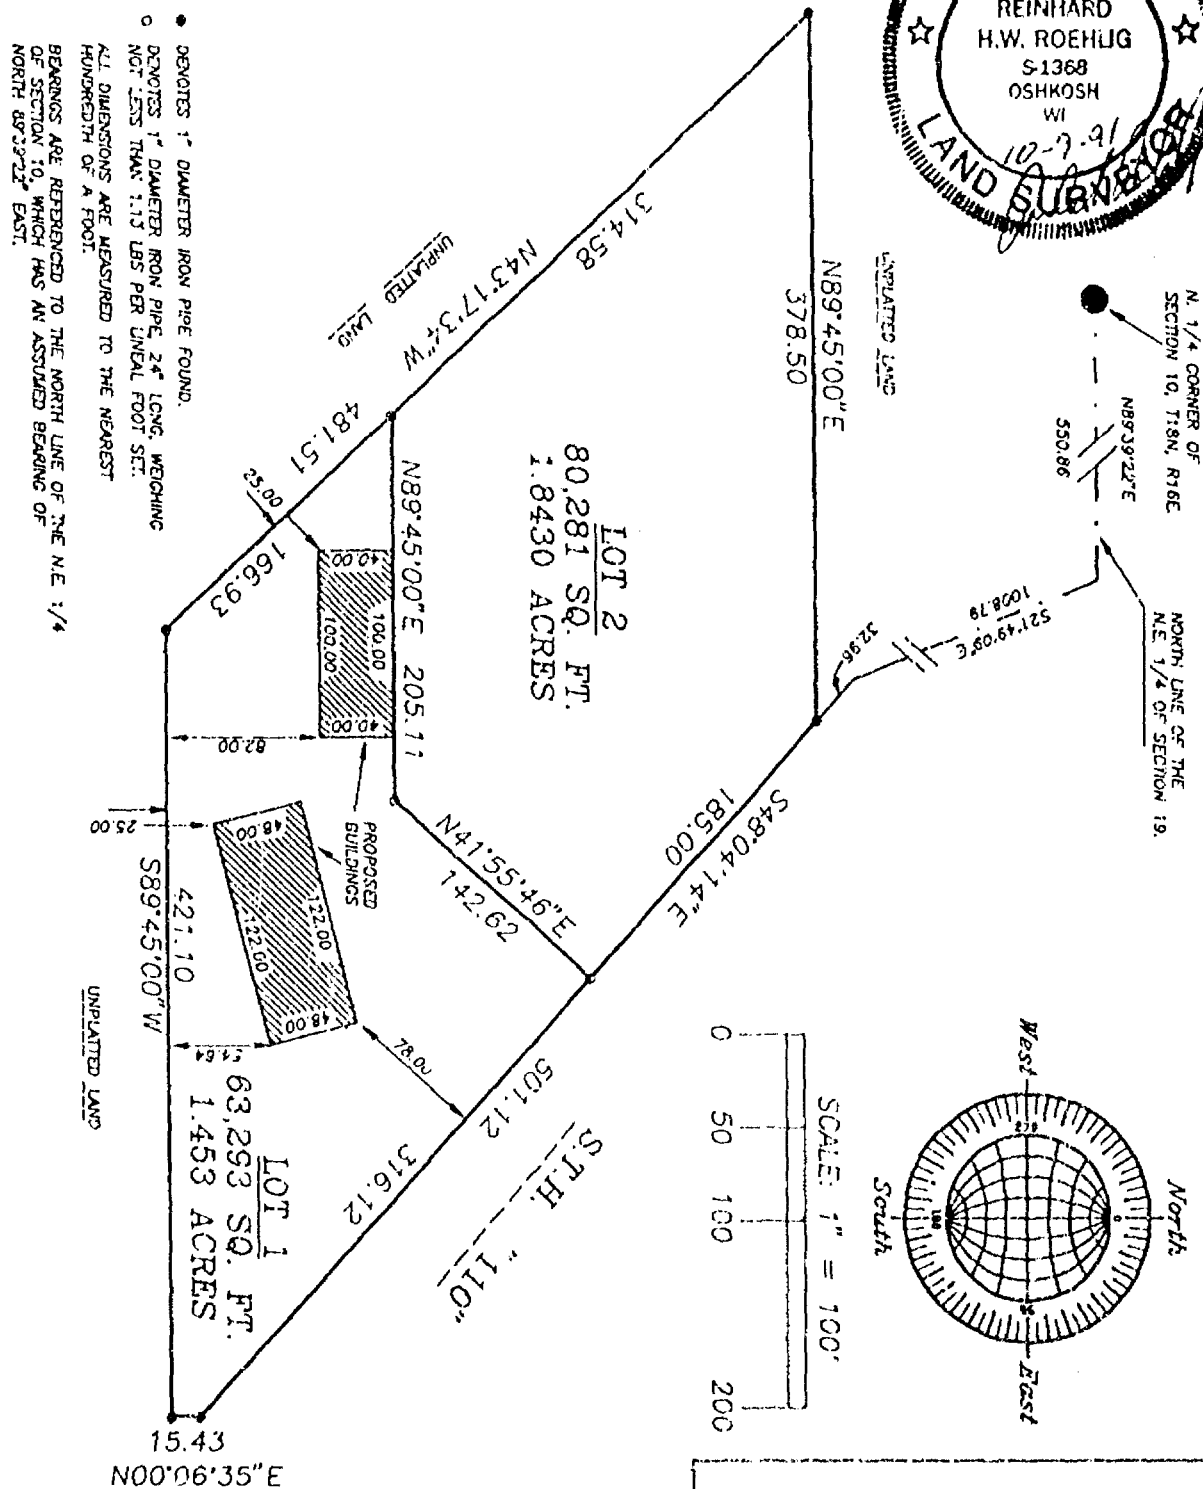 REINHARD
H.W. ROEHLIG
S-1368
OSHKOSH
WI
10-7-91
LAND SURVEYOR
N. 1/4 CORNER OF
SECTION 10, T18N, R16E
N89°39'22"E
550.86
NORTH LINE OF THE
N.E. 1/4 OF SECTION 19.
S21°49'09"E
1008.79
32.96
UNPLATTED LAND
N89°45'00"E
378.50
S48°04'14"E
185.00
LOT 2
80,281 SQ. FT.
1.8430 ACRES
314.58
N43°17'34"W
481.51
UNPLATTED LAND
166.93
25.00
N89°45'00"E 205.11
40.00
100.00
100.00
40.00
82.00
PROPOSED
BUILDINGS
N41°55'46"E
142.62
48.00
122.00
122.00
48.00
25.00
78.00
51.64
501.12
316.12
S.T.H. "110"
421.10
S89°45'00"W
UNPLATTED LAND
LOT 1
63,293 SQ. FT.
1.453 ACRES
15.43
N00°06'35"E
North
West
East
South
0
270
180
SCALE: 1" = 100'
0 50 100 200
● DENOTES 1" DIAMETER IRON PIPE FOUND.
○ DENOTES 1" DIAMETER IRON PIPE, 24" LONG, WEIGHING
NOT LESS THAN 1.13 LBS PER LINEAL FOOT SET.
ALL DIMENSIONS ARE MEASURED TO THE NEAREST
HUNDREDTH OF A FOOT.
BEARINGS ARE REFERENCED TO THE NORTH LINE OF THE N.E. 1/4
OF SECTION 10, WHICH HAS AN ASSUMED BEARING OF
NORTH 89°39'22" EAST.